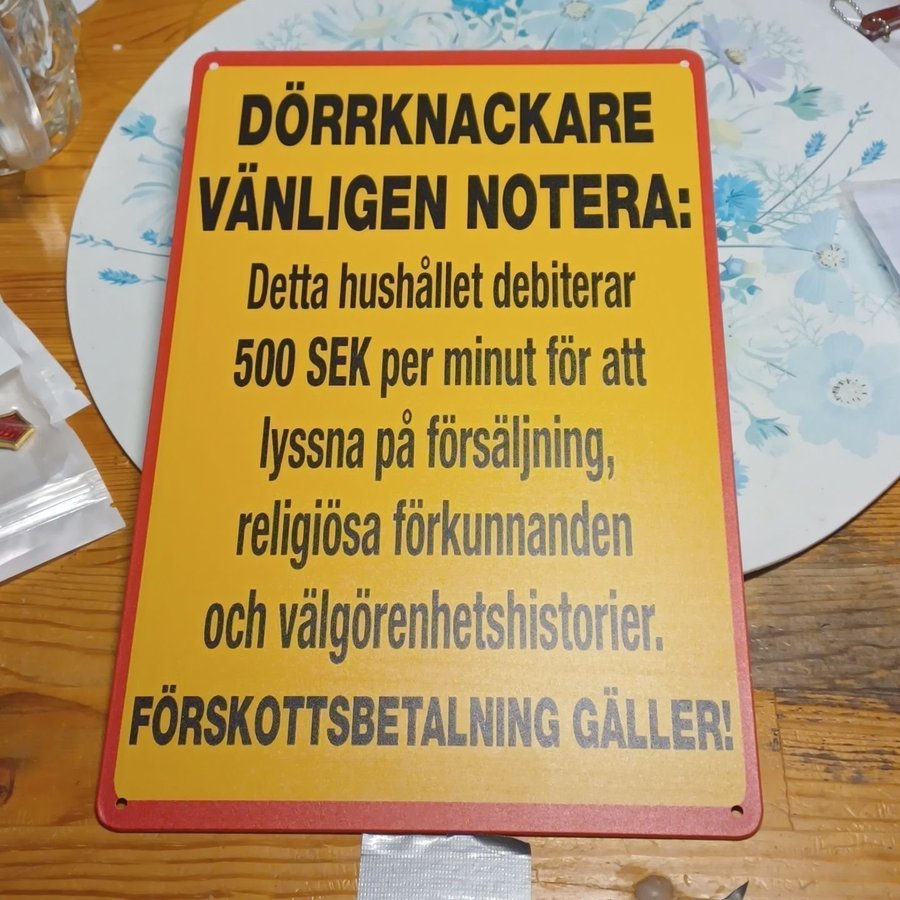 DÖRRKNACKARE
VÄNLIGEN NOTERA:
Detta hushållet debiterar
500 SEK per minut för att
lyssna på försäljning,
religiösa förkunnanden
och välgörenhetshistorier.
FÖRSKOTTSBETALNING GÄLLER!